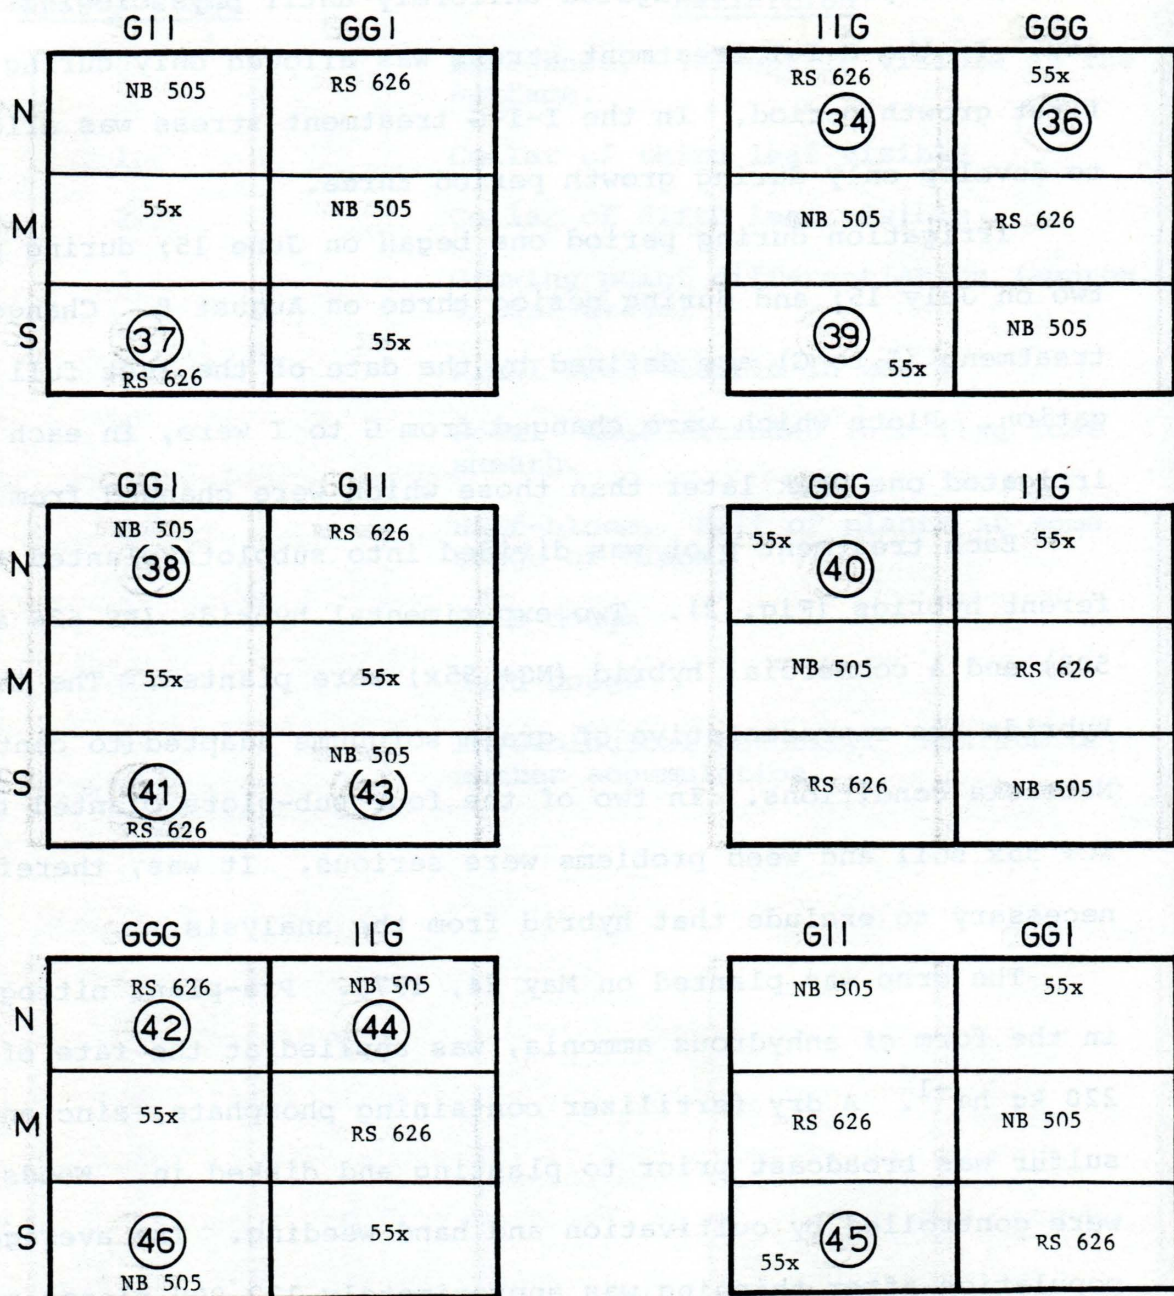 GII GGI IIG GGG
N NB 505 RS 626 RS 626 34 55x 36
M 55x NB 505 NB 505 RS 626
S 37 RS 626 55x 39 55x NB 505
GGI GII GGG IIG
N NB 505 38 RS 626 55x 40 55x
M 55x 55x NB 505 RS 626
S 41 RS 626 NB 505 43 RS 626 NB 505
GGG IIG GII GGI
N RS 626 42 NB 505 44 NB 505 55x
M 55x RS 626 RS 626 NB 505
S 46 NB 505 55x 55x 45 RS 626